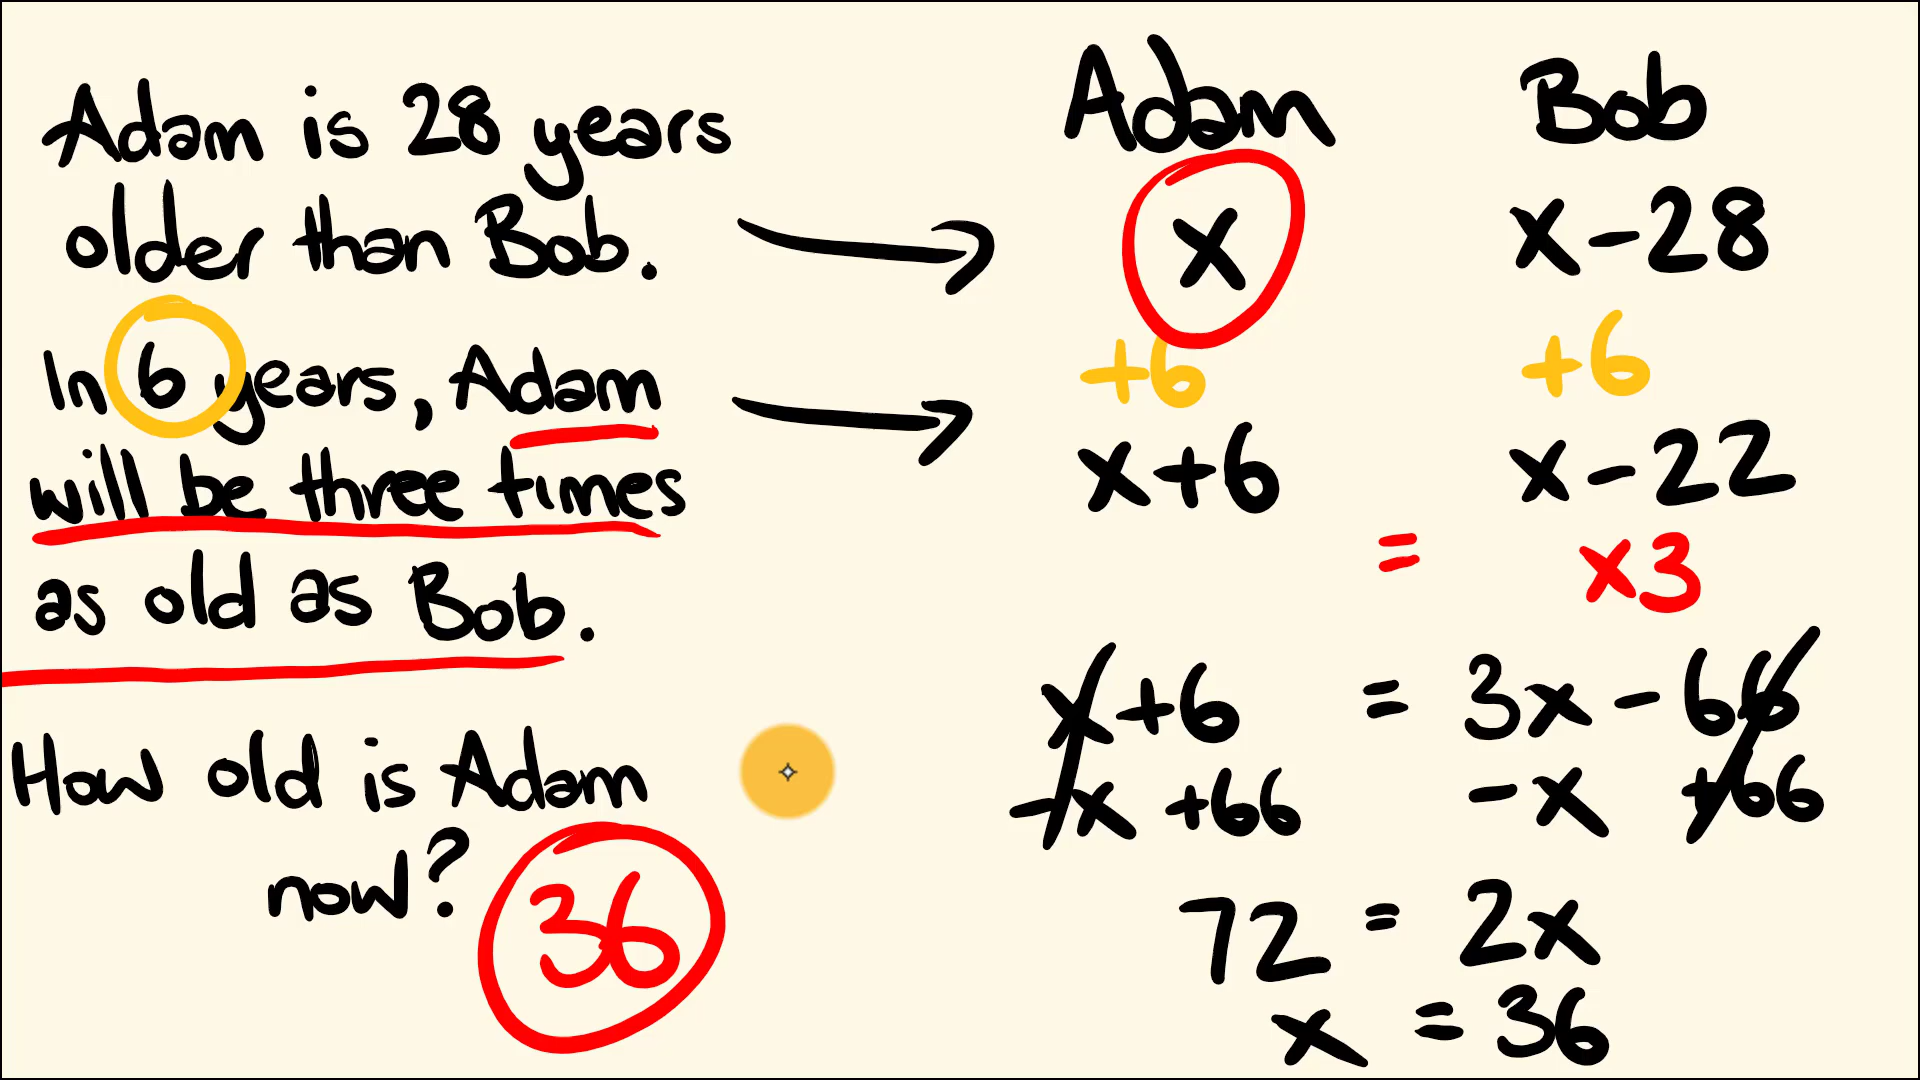 Adam is 28 years
older than Bob.
In 6 years, Adam
will be three times
as old as Bob.
How old is Adam
now? 36
Adam Bob
x x-28
+6 +6
x+6 x-22
= x3
x+6 = 3x-66
-x +66 -x +66
72 = 2x
x = 36